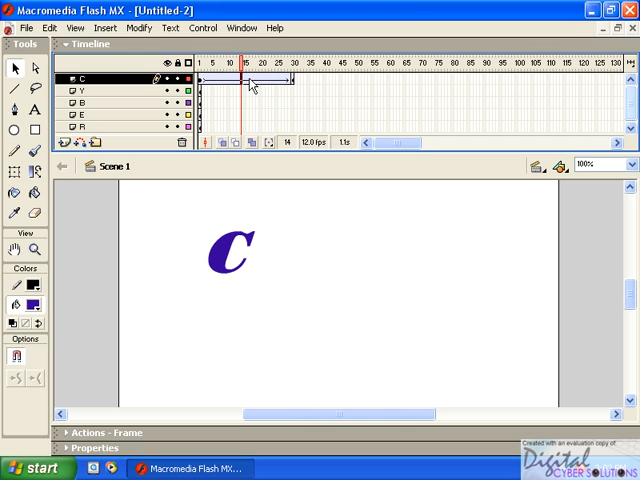 Macromedia Flash MX - [Untitled-2]
File Edit View Insert Modify Text Control Window Help
Tools
Timeline
1 5 10 15 20 25 30 35 40 45 50 55 60 65 70 75 80 85 90 95 100 105 110 115 120 125 130
C
Y
B
E
R
14 12.0 fps 1.1s
Scene 1
100%
View
Colors
Options
C
Actions - Frame
Properties
Created with an evaluation copy of
Digital
CYBER SOLUTIONS
start
Macromedia Flash MX...